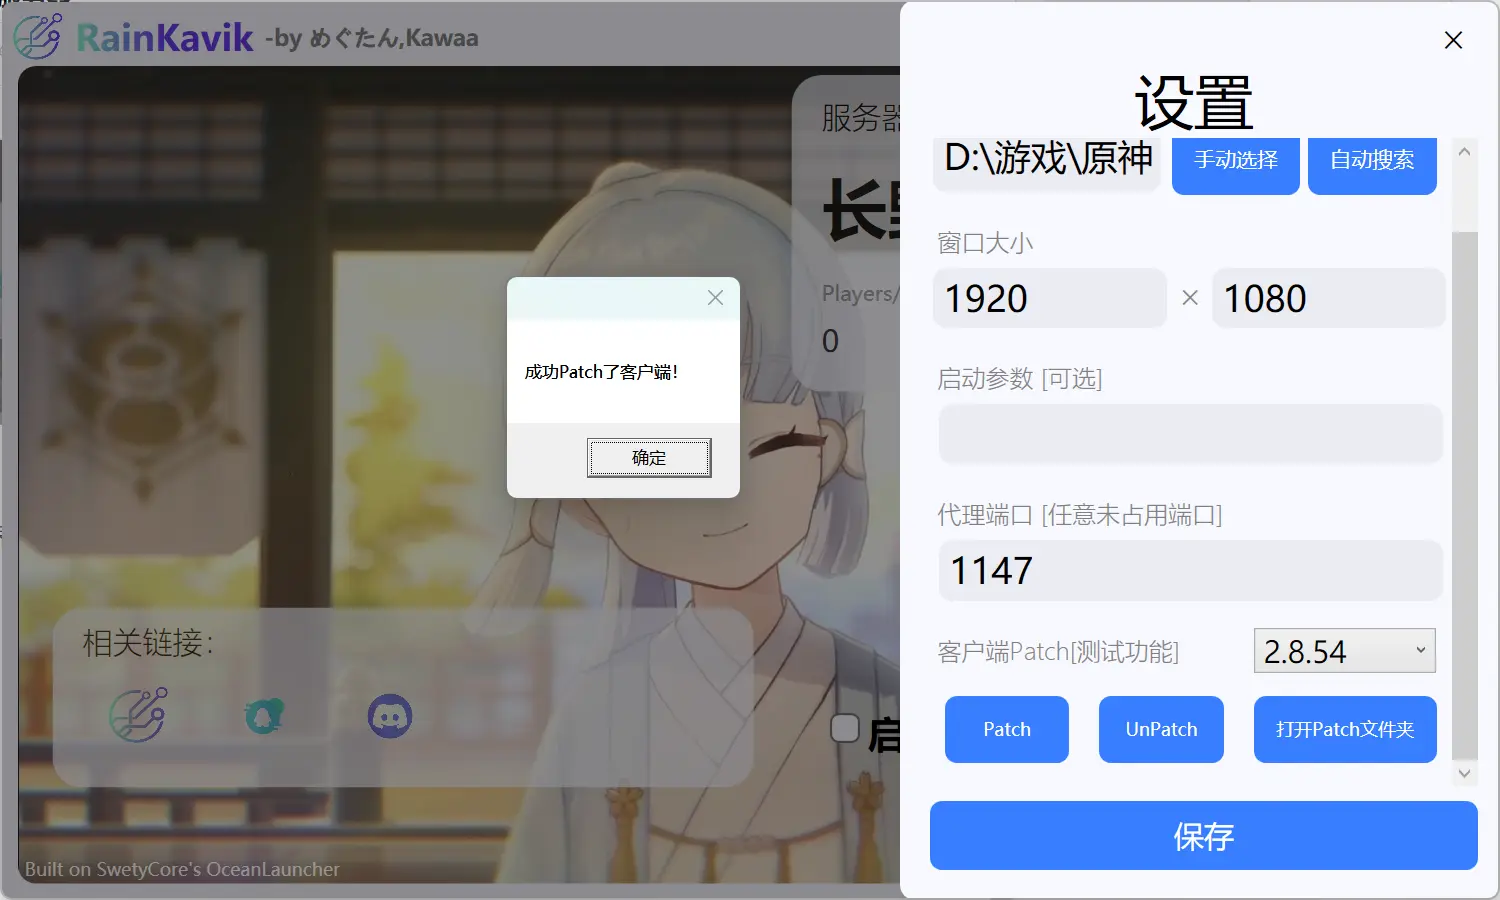 RainKavik -by めぐたん,Kawaa
服务器
Players/
0
成功Patch了客户端!
确定
相关链接:
启
Built on SwetyCore's OceanLauncher
设置
D:\游戏\原神
手动选择
自动搜索
窗口大小
1920 × 1080
启动参数 [可选]
代理端口 [任意未占用端口]
1147
客户端Patch[测试功能]
2.8.54
Patch
UnPatch
打开Patch文件夹
保存